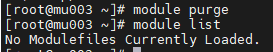 [root@mu003 ~]# module purge
[root@mu003 ~]# module list
No Modulefiles Currently Loaded.